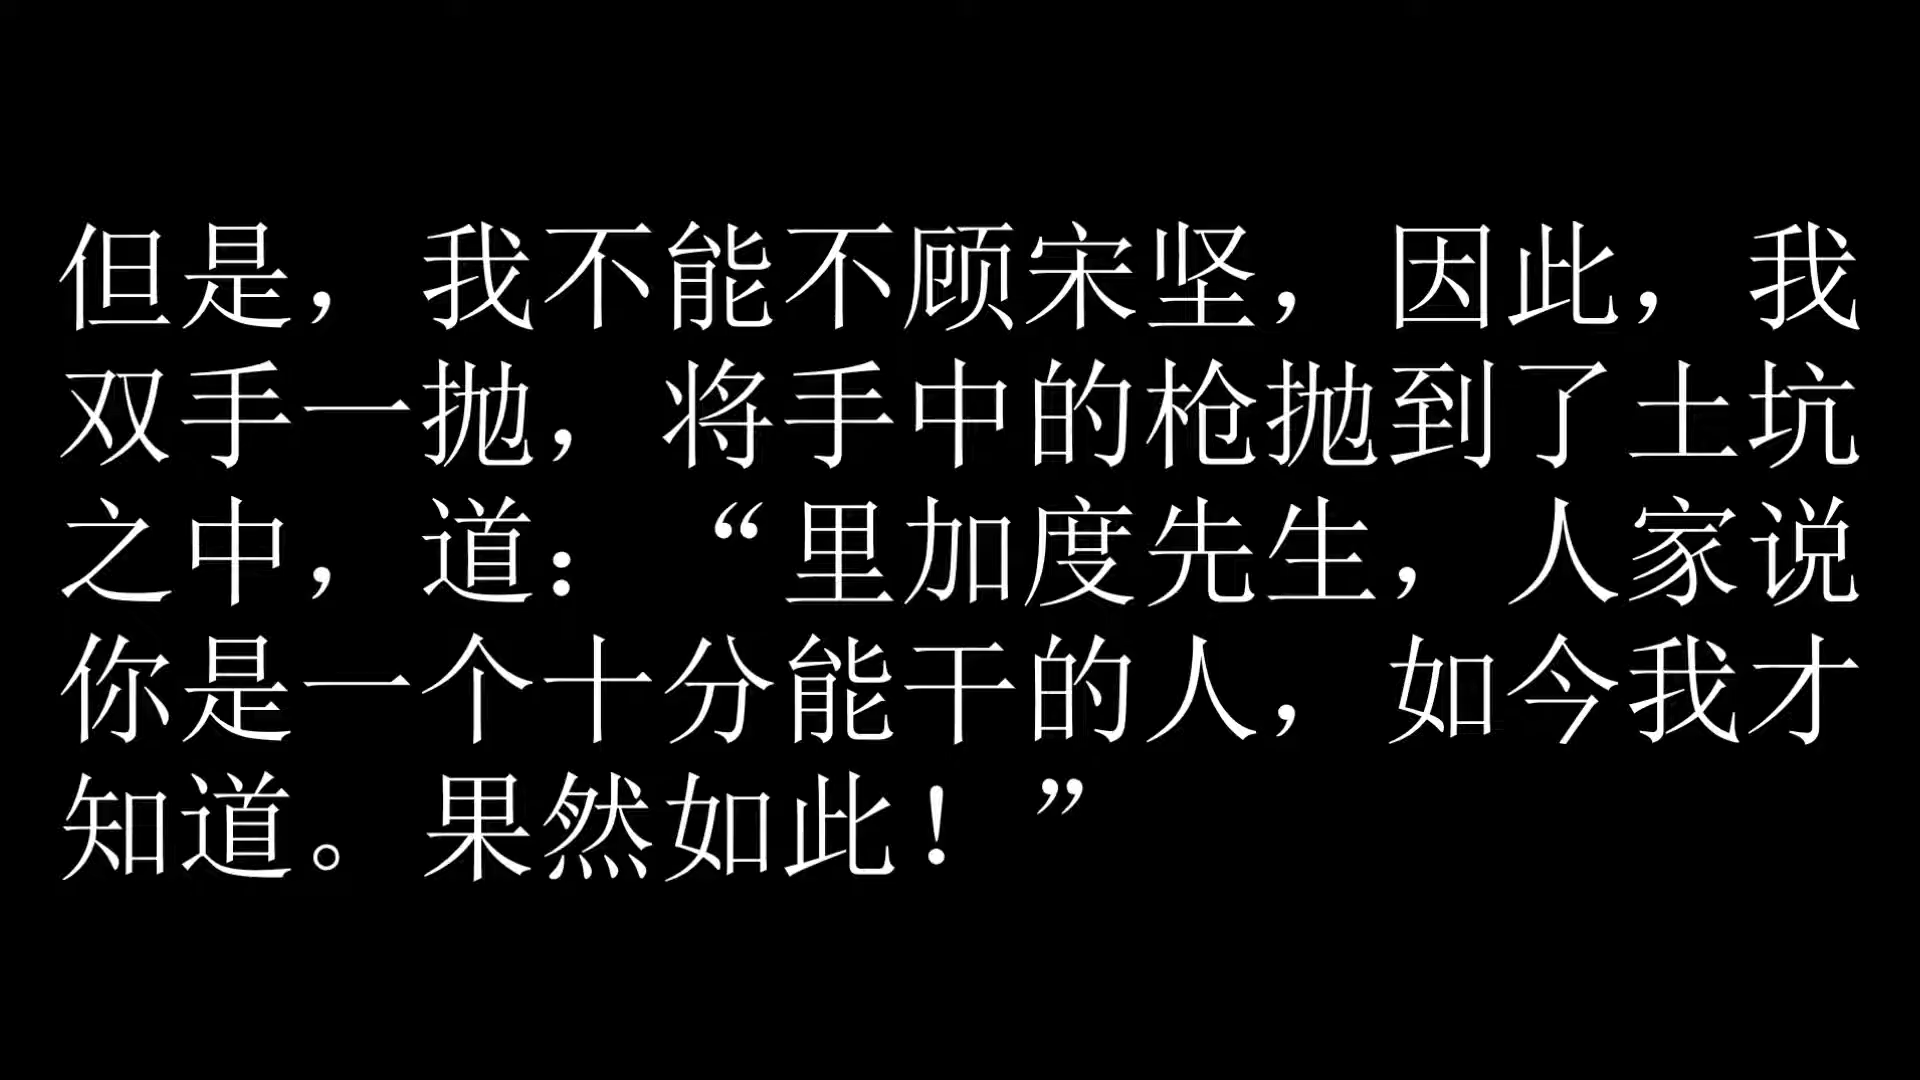 但是，我不能不顾宋坚，因此，我
双手一抛，将手中的枪抛到了土坑
之中，道：“里加度先生，人家说
你是一个十分能干的人，如今我才
知道。果然如此！”